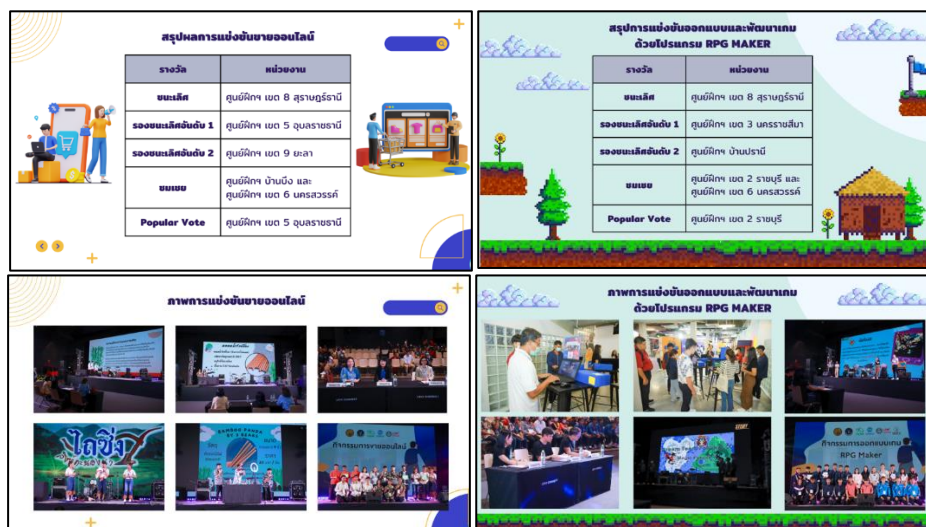 สรุปผลการแข่งขันขายออนไลน์
รางวัล หน่วยงาน
ชนะเลิศ ศูนย์ฝึกฯ เขต 8 สุราษฎร์ธานี
รองชนะเลิศอันดับ 1 ศูนย์ฝึกฯ เขต 5 อุบลราชธานี
รองชนะเลิศอันดับ 2 ศูนย์ฝึกฯ เขต 9 ยะลา
ชมเชย ศูนย์ฝึกฯ บ้านบึง และ
ศูนย์ฝึกฯ เขต 6 นครสวรรค์
Popular Vote ศูนย์ฝึกฯ เขต 5 อุบลราชธานี
สรุปการแข่งขันออกแบบและพัฒนาเกม
ด้วยโปรแกรม RPG MAKER
รางวัล หน่วยงาน
ชนะเลิศ ศูนย์ฝึกฯ เขต 8 สุราษฎร์ธานี
รองชนะเลิศอันดับ 1 ศูนย์ฝึกฯ เขต 3 นครราชสีมา
รองชนะเลิศอันดับ 2 ศูนย์ฝึกฯ บ้านปรานี
ชมเชย ศูนย์ฝึกฯ เขต 2 ราชบุรี และ
ศูนย์ฝึกฯ เขต 6 นครสวรรค์
Popular Vote ศูนย์ฝึกฯ เขต 2 ราชบุรี
ภาพการแข่งขันขายออนไลน์
กิจกรรมการขายออนไลน์
ภาพการแข่งขันออกแบบและพัฒนาเกม
ด้วยโปรแกรม RPG MAKER
กิจกรรมการออกแบบเกม
RPG Maker